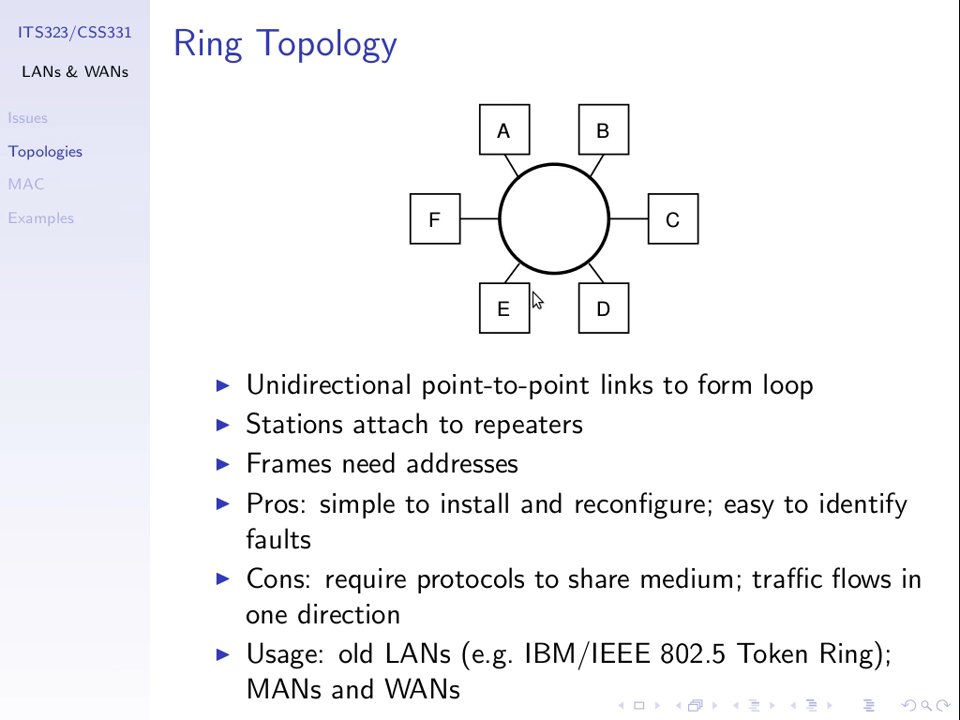 ITS323/CSS331
LANs & WANs
Issues
Topologies
MAC
Examples
Ring Topology
A
B
F
C
E
D
Unidirectional point-to-point links to form loop
Stations attach to repeaters
Frames need addresses
Pros: simple to install and reconfigure; easy to identify
faults
Cons: require protocols to share medium; traffic flows in
one direction
Usage: old LANs (e.g. IBM/IEEE 802.5 Token Ring);
MANs and WANs